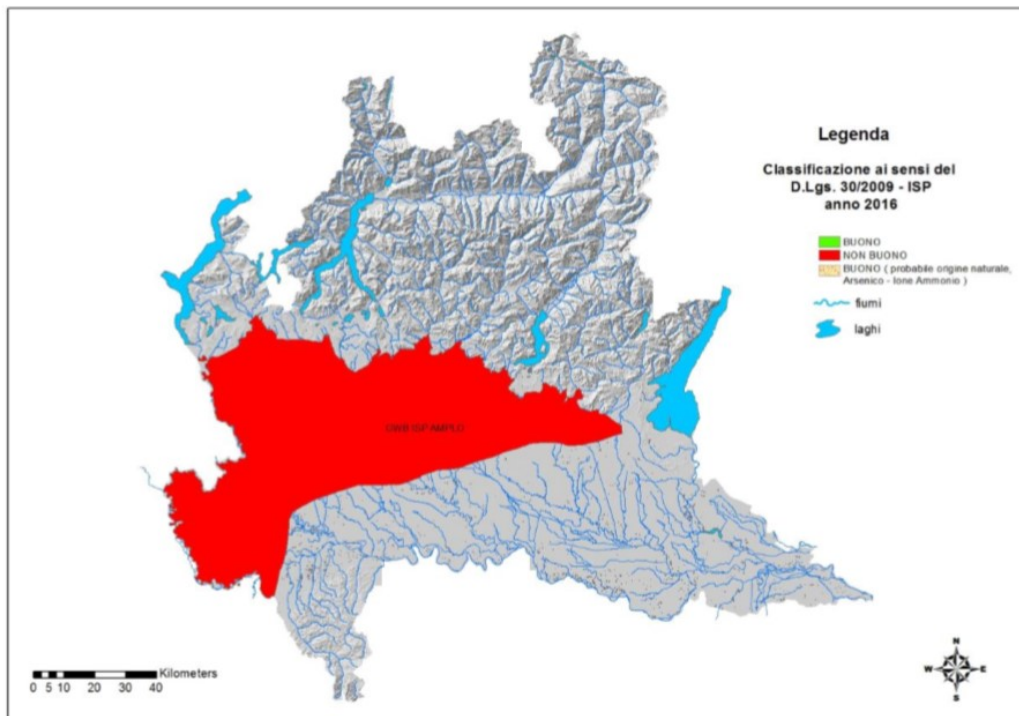 Legenda
Classificazione ai sensi del
D.Lgs. 30/2009 - ISP
anno 2016
BUONO
NON BUONO
BUONO ( probabile origine naturale,
Arsenico - Ione Ammonio )
fiumi
laghi
GWB ISP AMPLO
Kilometers
0 5 10 20 30 40
N
W E
S